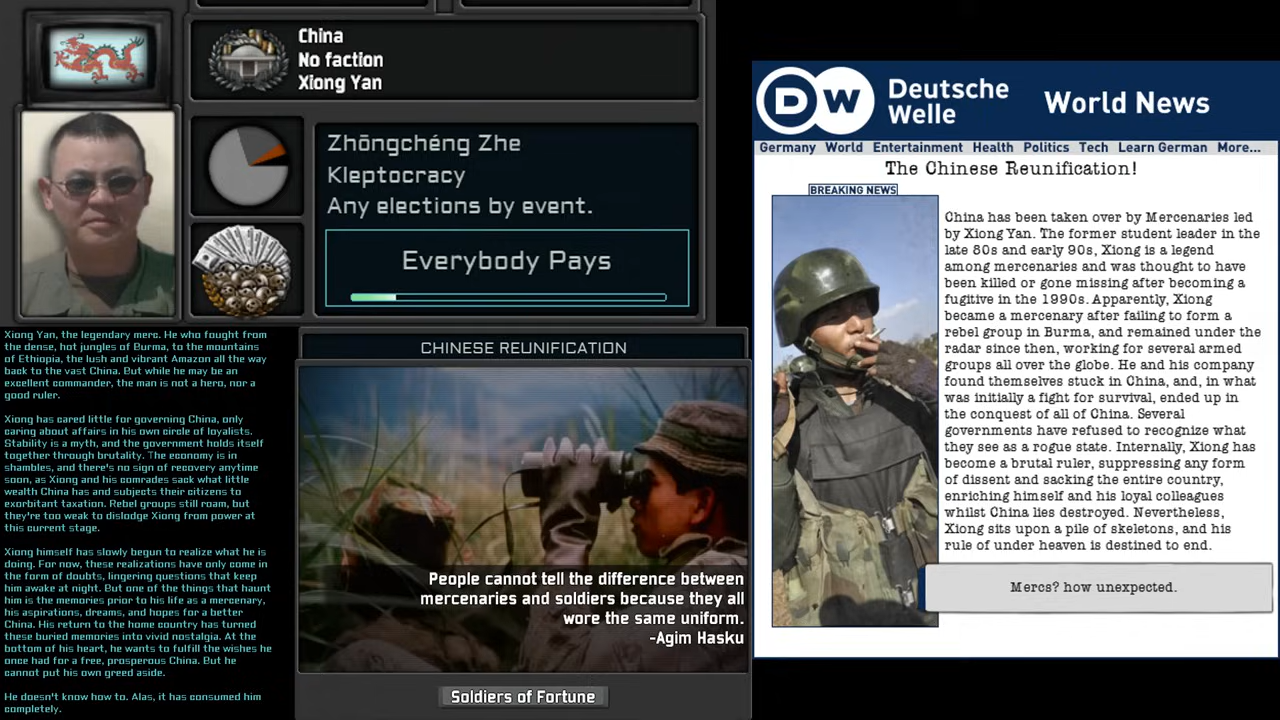 China
No faction
Xiong Yan
Zhōngchéng Zhe
Kleptocracy
Any elections by event.
Everybody Pays
Xiong Yan, the legendary merc. He who fought from
the dense, hot jungles of Burma, to the mountains
of Ethiopia, the lush and vibrant Amazon all the way
back to the vast China. But while he may be an
excellent commander, the man is not a hero, nor a
good ruler.
Xiong has cared little for governing China, only
caring about affairs in his own circle of loyalists.
Stability is a myth, and the government holds itself
together through brutality. The economy is in
shambles, and there's no sign of recovery anytime
soon, as Xiong and his comrades sack what little
wealth China has and subjects their citizens to
exorbitant taxation. Rebel groups still roam, but
they're too weak to dislodge Xiong from power at
this current stage.
Xiong himself has slowly begun to realize what he is
doing. For now, these realizations have only come in
the form of doubts, lingering questions that keep
him awake at night. But one of the things that haunt
him is the memories prior to his life as a mercenary,
his aspirations, dreams, and hopes for a better
China. His return to the home country has turned
these buried memories into vivid nostalgia. At the
bottom of his heart, he wants to fulfill the wishes he
once had for a free, prosperous China. But he
cannot put his own greed aside.
He doesn't know how to. Alas, it has consumed him
completely.
CHINESE REUNIFICATION
People cannot tell the difference between
mercenaries and soldiers because they all
wore the same uniform.
-Agim Hasku
Soldiers of Fortune
DW Deutsche
Welle
World News
Germany World Entertainment Health Politics Tech Learn German More...
The Chinese Reunification!
BREAKING NEWS
China has been taken over by Mercenaries led
by Xiong Yan. The former student leader in the
late 80s and early 90s, Xiong is a legend
among mercenaries and was thought to have
been killed or gone missing after becoming a
fugitive in the 1990s. Apparently, Xiong
became a mercenary after failing to form a
rebel group in Burma, and remained under the
radar since then, working for several armed
groups all over the globe. He and his company
found themselves stuck in China, and, in what
was initially a fight for survival, ended up in
the conquest of all of China. Several
governments have refused to recognize what
they see as a rogue state. Internally, Xiong has
become a brutal ruler, suppressing any form
of dissent and sacking the entire country,
enriching himself and his loyal colleagues
whilst China lies destroyed. Nevertheless,
Xiong sits upon a pile of skeletons, and his
rule of under heaven is destined to end.
Mercs? how unexpected.